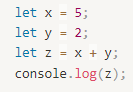 let x = 5;
let y = 2;
let z = x + y;
console.log(z);